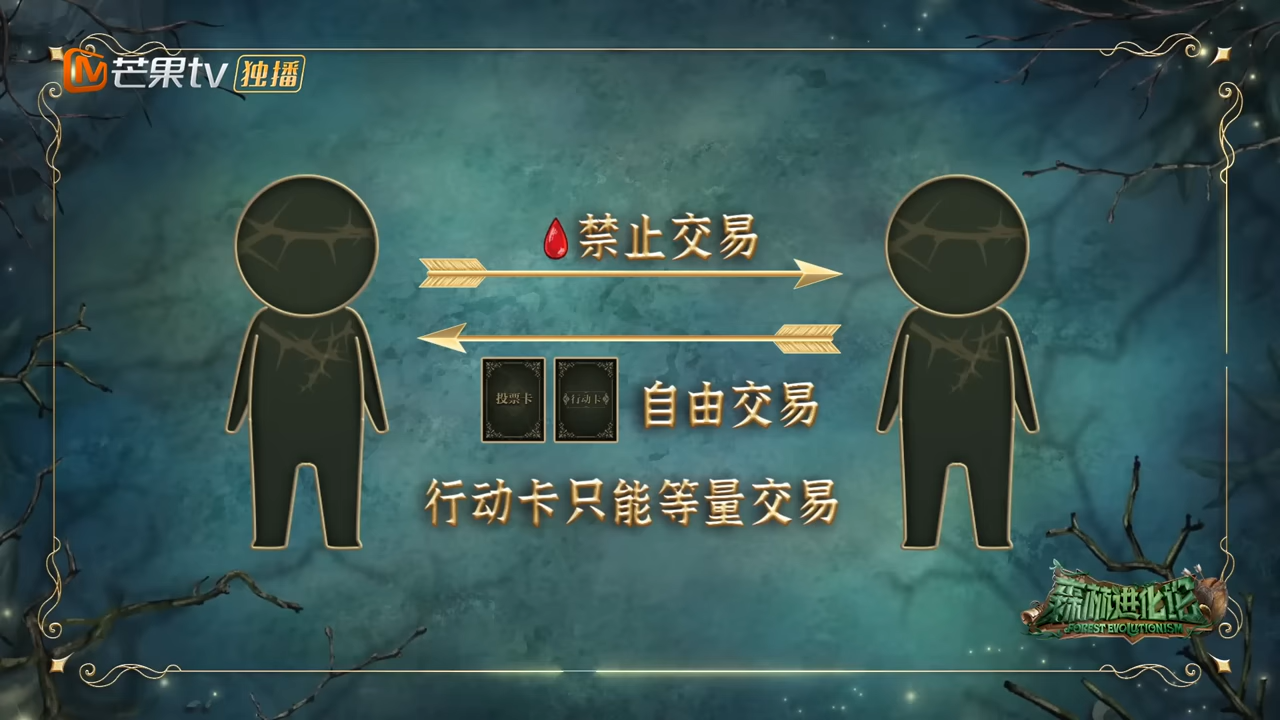 芒果tv 独播
禁止交易
投票卡 行动卡 自由交易
行动卡只能等量交易
森林进化论
FOREST EVOLUTIONISM